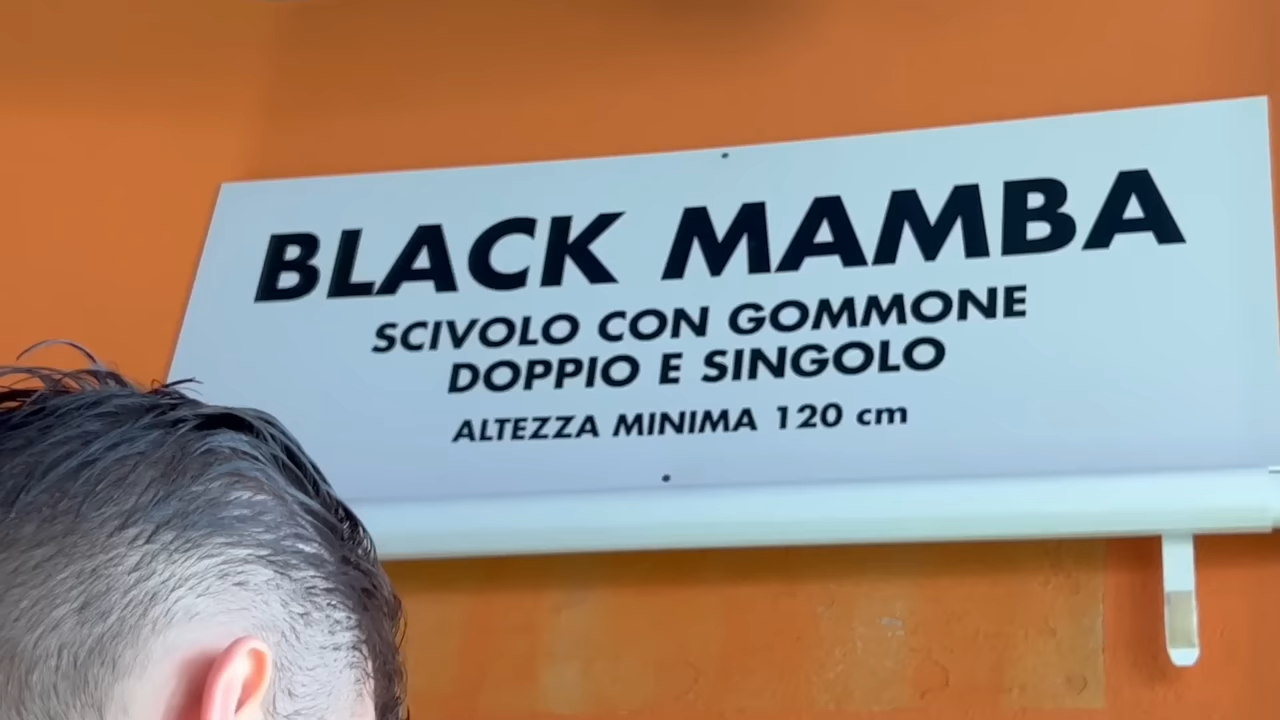 BLACK MAMBA
SCIVOLO CON GOMMONE
DOPPIO E SINGOLO
ALTEZZA MINIMA 120 cm